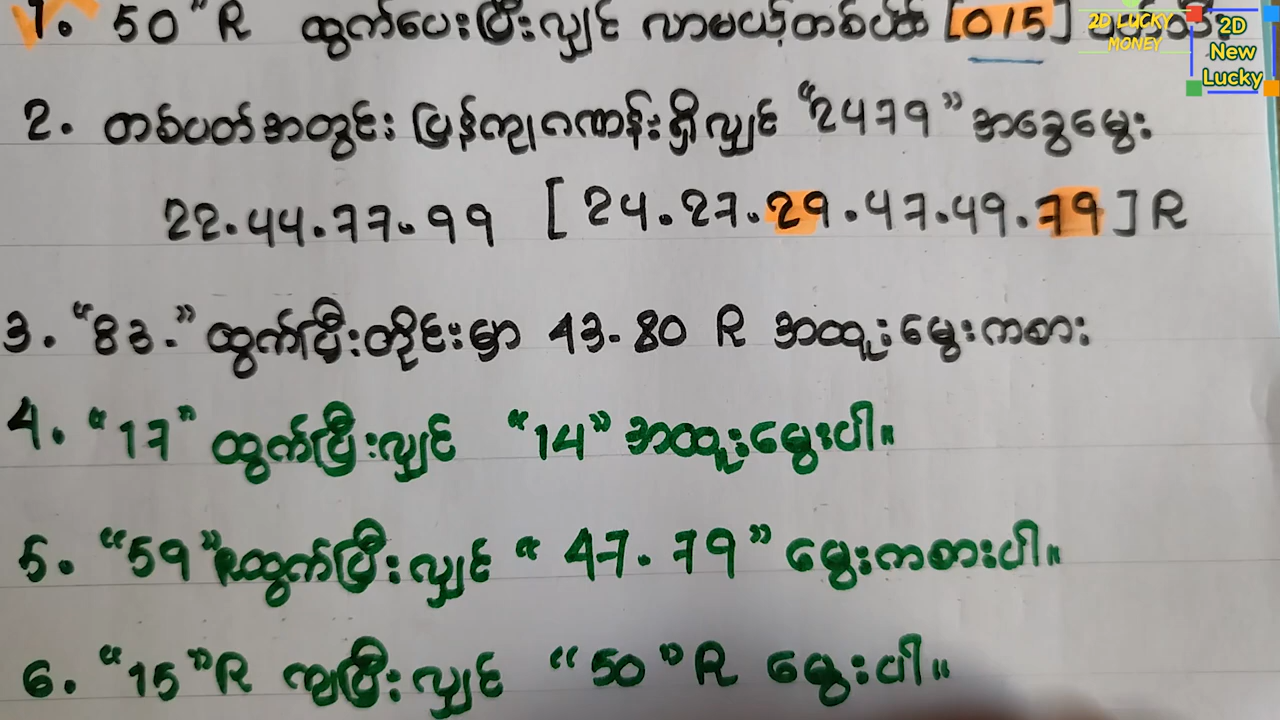 1. 50"R ထွက်ပေးပြီးလျှင် လာမယ့်တစ်ပတ် [0/5]
2D LUCKY MONEY
2D New Lucky
2. တစ်ပတ်အတွင်း ပြန်ကျဂဏန်းရှိလျှင် "2479" အခွေမွေး
22.44.77.99 [24.27.29.47.49.79] R
3. "83." ထွက်ပြီးတိုင်းမှာ 43.80 R အထူးမွေးကစား
4. "17" ထွက်ပြီးလျှင် "14" အထူးမွေးပါ။
5. "59"R ထွက်ပြီးလျှင် "47.79" မွေးကစားပါ။
6. "15"R ကျပြီးလျှင် "50"R မွေးပါ။